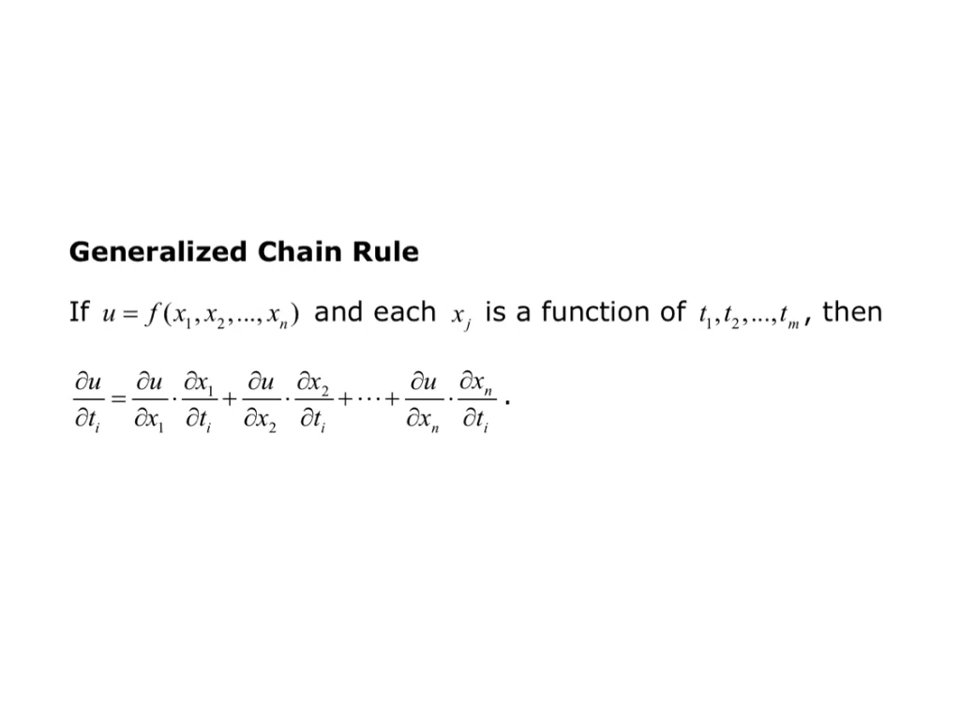 Generalized Chain Rule
If u = f(x₁,x₂,...,xₙ) and each xⱼ is a function of t₁,t₂,...,tₘ, then
∂u/∂tᵢ = ∂u/∂x₁ · ∂x₁/∂tᵢ + ∂u/∂x₂ · ∂x₂/∂tᵢ + ⋯ + ∂u/∂xₙ · ∂xₙ/∂tᵢ .